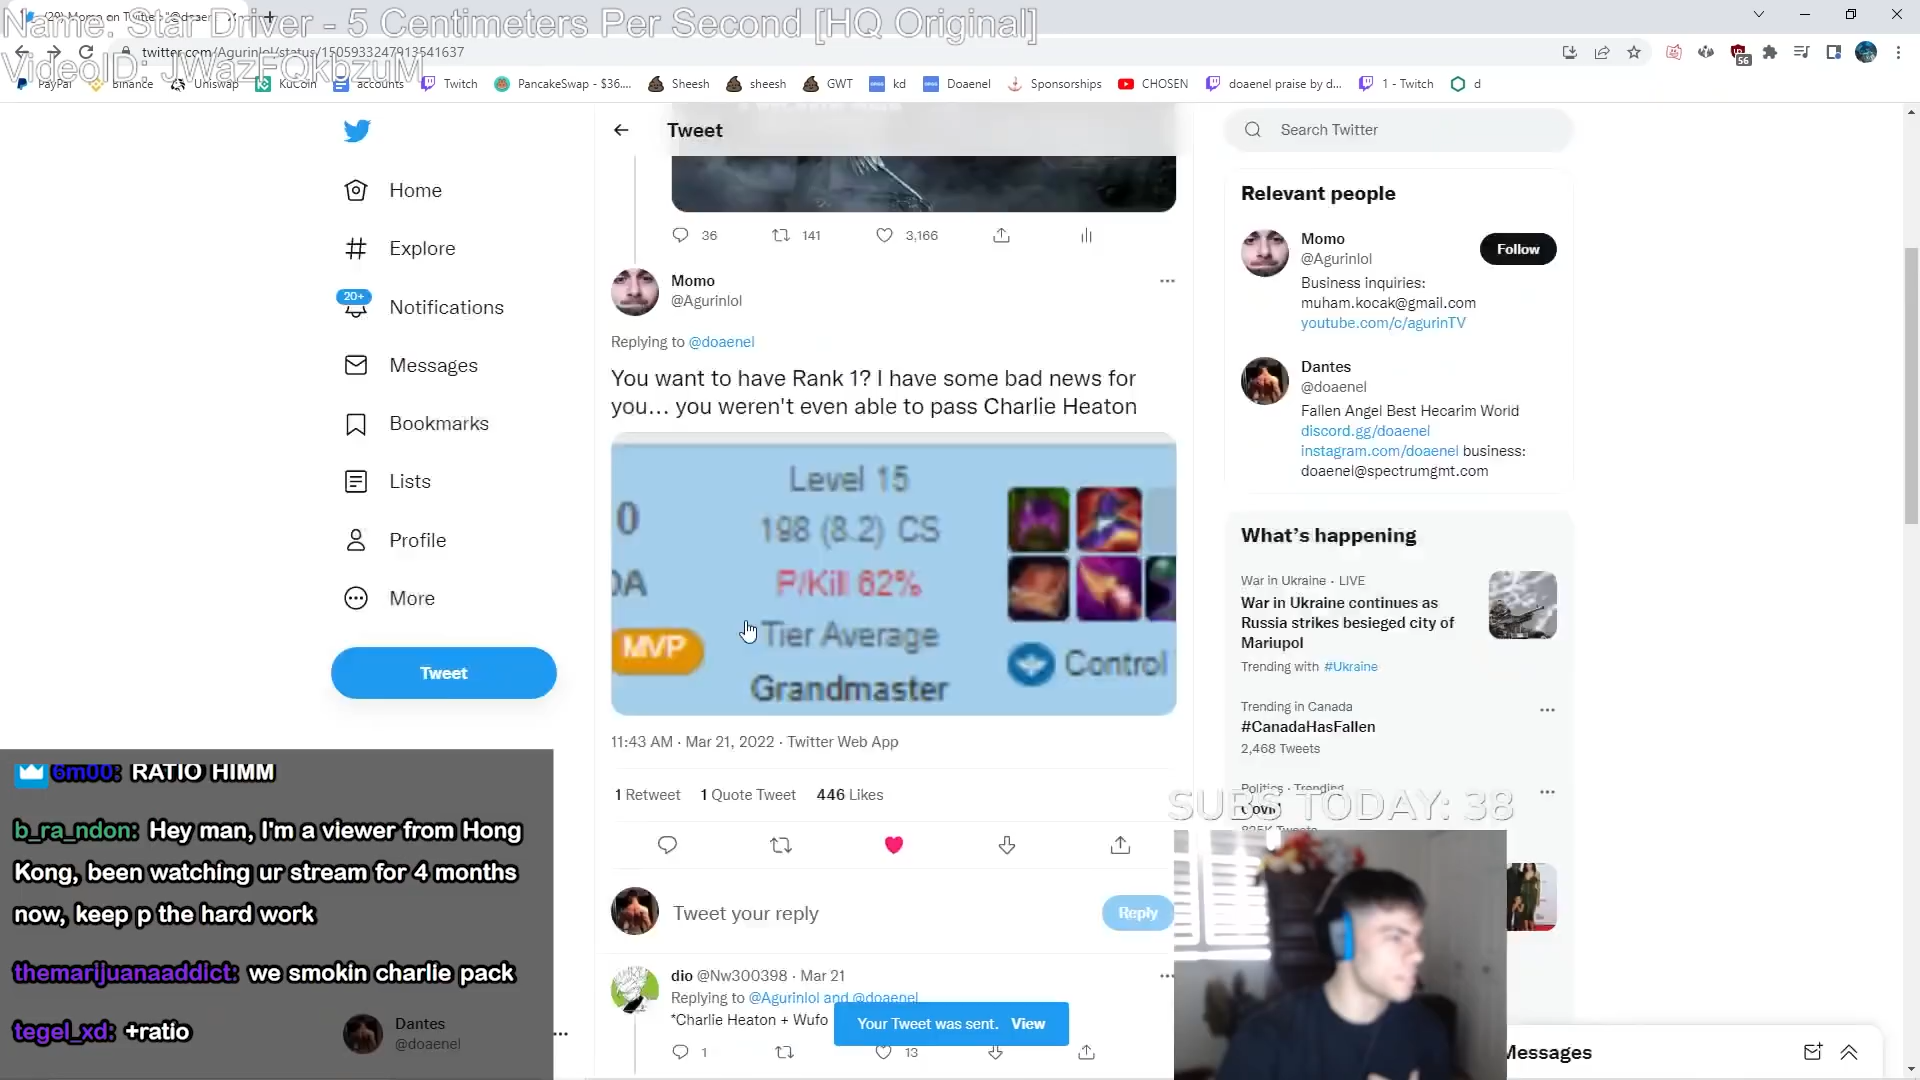 Name: Star Driver - 5 Centimeters Per Second [HQ Original]
twitter.com/Agurinlol/status/1505933247913541637
56
PayPal Binance Uniswap KuCoin accounts Twitch PancakeSwap - $36.... Sheesh sheesh GWT kd Doaenel Sponsorships CHOSEN doaenel praise by d... 1 - Twitch d
Home
Explore
20+
Notifications
Messages
Bookmarks
Lists
Profile
More
Tweet
Tweet
36 141 3,166
Momo
@Agurinlol
Replying to @doaenel
You want to have Rank 1? I have some bad news for
you... you weren't even able to pass Charlie Heaton
Level 15
198 (8.2) CS
P/Kill 62%
Tier Average
Grandmaster
MVP
Control
11:43 AM · Mar 21, 2022 · Twitter Web App
1 Retweet 1 Quote Tweet 446 Likes
Tweet your reply
Reply
dio @Nw300398 · Mar 21
Replying to @Agurinlol and @doaenel
*Charlie Heaton + Wufo
1 13
Your Tweet was sent. View
Search Twitter
Relevant people
Momo
@Agurinlol
Follow
Business inquiries:
muham.kocak@gmail.com
youtube.com/c/agurinTV
Dantes
@doaenel
Fallen Angel Best Hecarim World
discord.gg/doaenel
instagram.com/doaenel business:
doaenel@spectrumgmt.com
What's happening
War in Ukraine · LIVE
War in Ukraine continues as
Russia strikes besieged city of
Mariupol
Trending with #Ukraine
Trending in Canada
#CanadaHasFallen
2,468 Tweets
Politics · Trending
SUBS TODAY: 38
Messages
6m00: RATIO HIMM
b_ra_ndon: Hey man, I'm a viewer from Hong
Kong, been watching ur stream for 4 months
now, keep p the hard work
themarijuanaaddict: we smokin charlie pack
tegel_xd: +ratio
Dantes
@doaenel